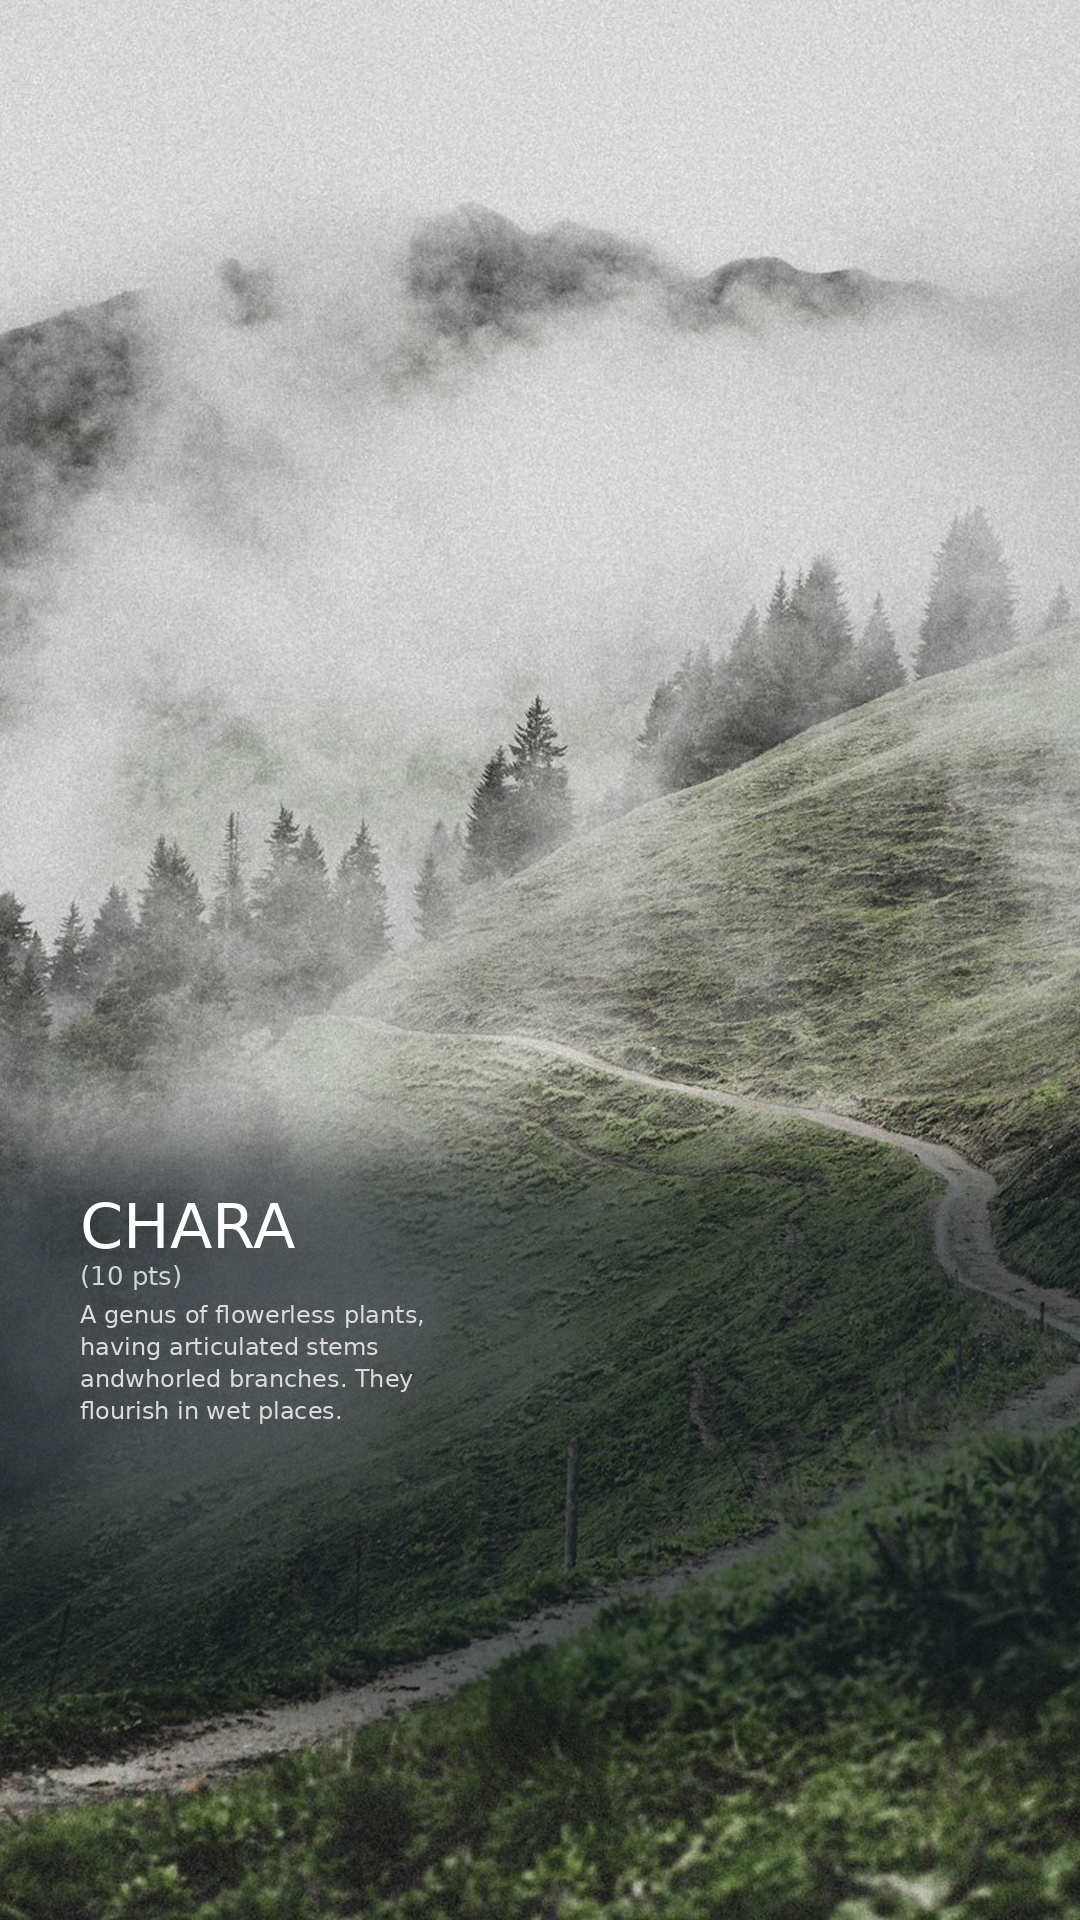 CHARA
(10 pts)
A genus of flowerless plants,
having articulated stems
andwhorled branches. They
flourish in wet places.